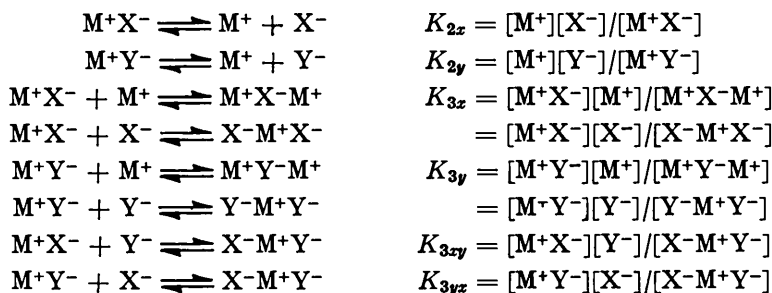 M⁺X⁻ ⇌ M⁺ + X⁻ K₂ₓ = [M⁺][X⁻]/[M⁺X⁻]
M⁺Y⁻ ⇌ M⁺ + Y⁻ K₂ᵧ = [M⁺][Y⁻]/[M⁺Y⁻]
M⁺X⁻ + M⁺ ⇌ M⁺X⁻M⁺ K₃ₓ = [M⁺X⁻][M⁺]/[M⁺X⁻M⁺]
M⁺X⁻ + X⁻ ⇌ X⁻M⁺X⁻ = [M⁺X⁻][X⁻]/[X⁻M⁺X⁻]
M⁺Y⁻ + M⁺ ⇌ M⁺Y⁻M⁺ K₃ᵧ = [M⁺Y⁻][M⁺]/[M⁺Y⁻M⁺]
M⁺Y⁻ + Y⁻ ⇌ Y⁻M⁺Y⁻ = [M⁺Y⁻][Y⁻]/[Y⁻M⁺Y⁻]
M⁺X⁻ + Y⁻ ⇌ X⁻M⁺Y⁻ K₃ₓᵧ = [M⁺X⁻][Y⁻]/[X⁻M⁺Y⁻]
M⁺Y⁻ + X⁻ ⇌ X⁻M⁺Y⁻ K₃ᵧₓ = [M⁺Y⁻][X⁻]/[X⁻M⁺Y⁻]